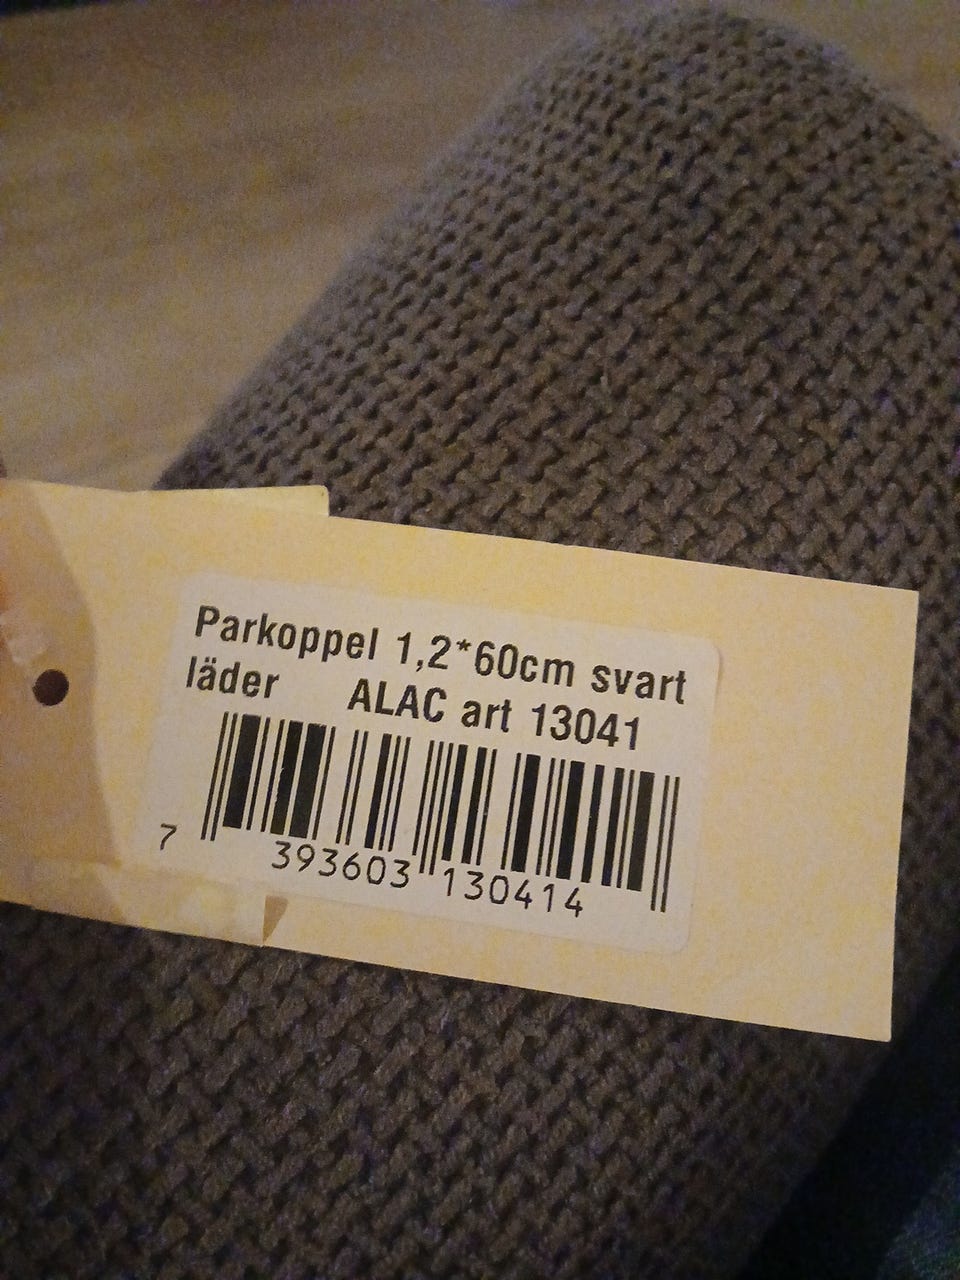 Parkoppel 1,2*60cm svart
läder ALAC art 13041
7 393603 130414